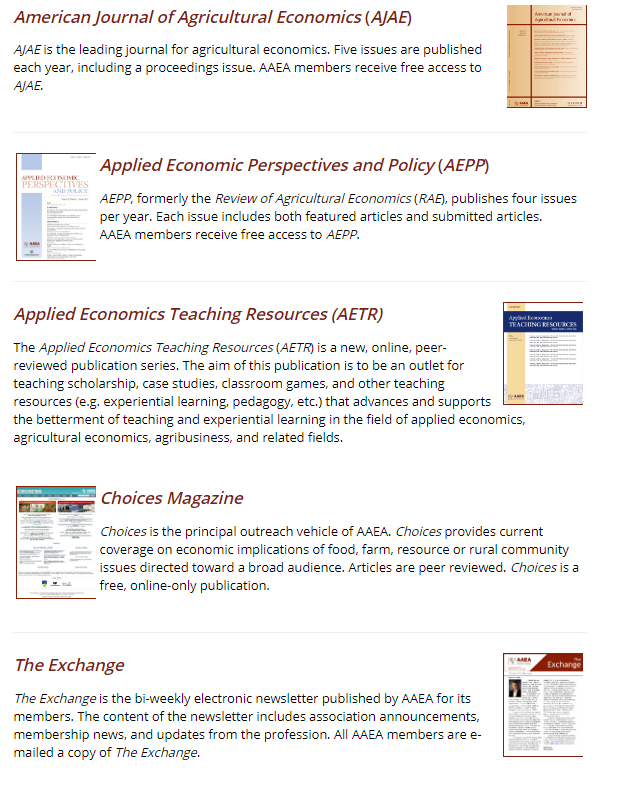 American Journal of Agricultural Economics (AJAE)
American Journal of
Agricultural Economics
AJAE is the leading journal for agricultural economics. Five issues are published
each year, including a proceedings issue. AAEA members receive free access to
AJAE.
Applied Economic Perspectives and Policy (AEPP)
APPLIED ECONOMIC
PERSPECTIVES
AND POLICY
AEPP, formerly the Review of Agricultural Economics (RAE), publishes four issues
per year. Each issue includes both featured articles and submitted articles.
AAEA members receive free access to AEPP.
Applied Economics Teaching Resources (AETR)
Applied Economics
TEACHING RESOURCES
The Applied Economics Teaching Resources (AETR) is a new, online, peer-
reviewed publication series. The aim of this publication is to be an outlet for
teaching scholarship, case studies, classroom games, and other teaching
resources (e.g. experiential learning, pedagogy, etc.) that advances and supports
the betterment of teaching and experiential learning in the field of applied economics,
agricultural economics, agribusiness, and related fields.
Choices Magazine
Choices is the principal outreach vehicle of AAEA. Choices provides current
coverage on economic implications of food, farm, resource or rural community
issues directed toward a broad audience. Articles are peer reviewed. Choices is a
free, online-only publication.
The Exchange
AAEA
The
Exchange
The Exchange is the bi-weekly electronic newsletter published by AAEA for its
members. The content of the newsletter includes association announcements,
membership news, and updates from the profession. All AAEA members are e-
mailed a copy of The Exchange.